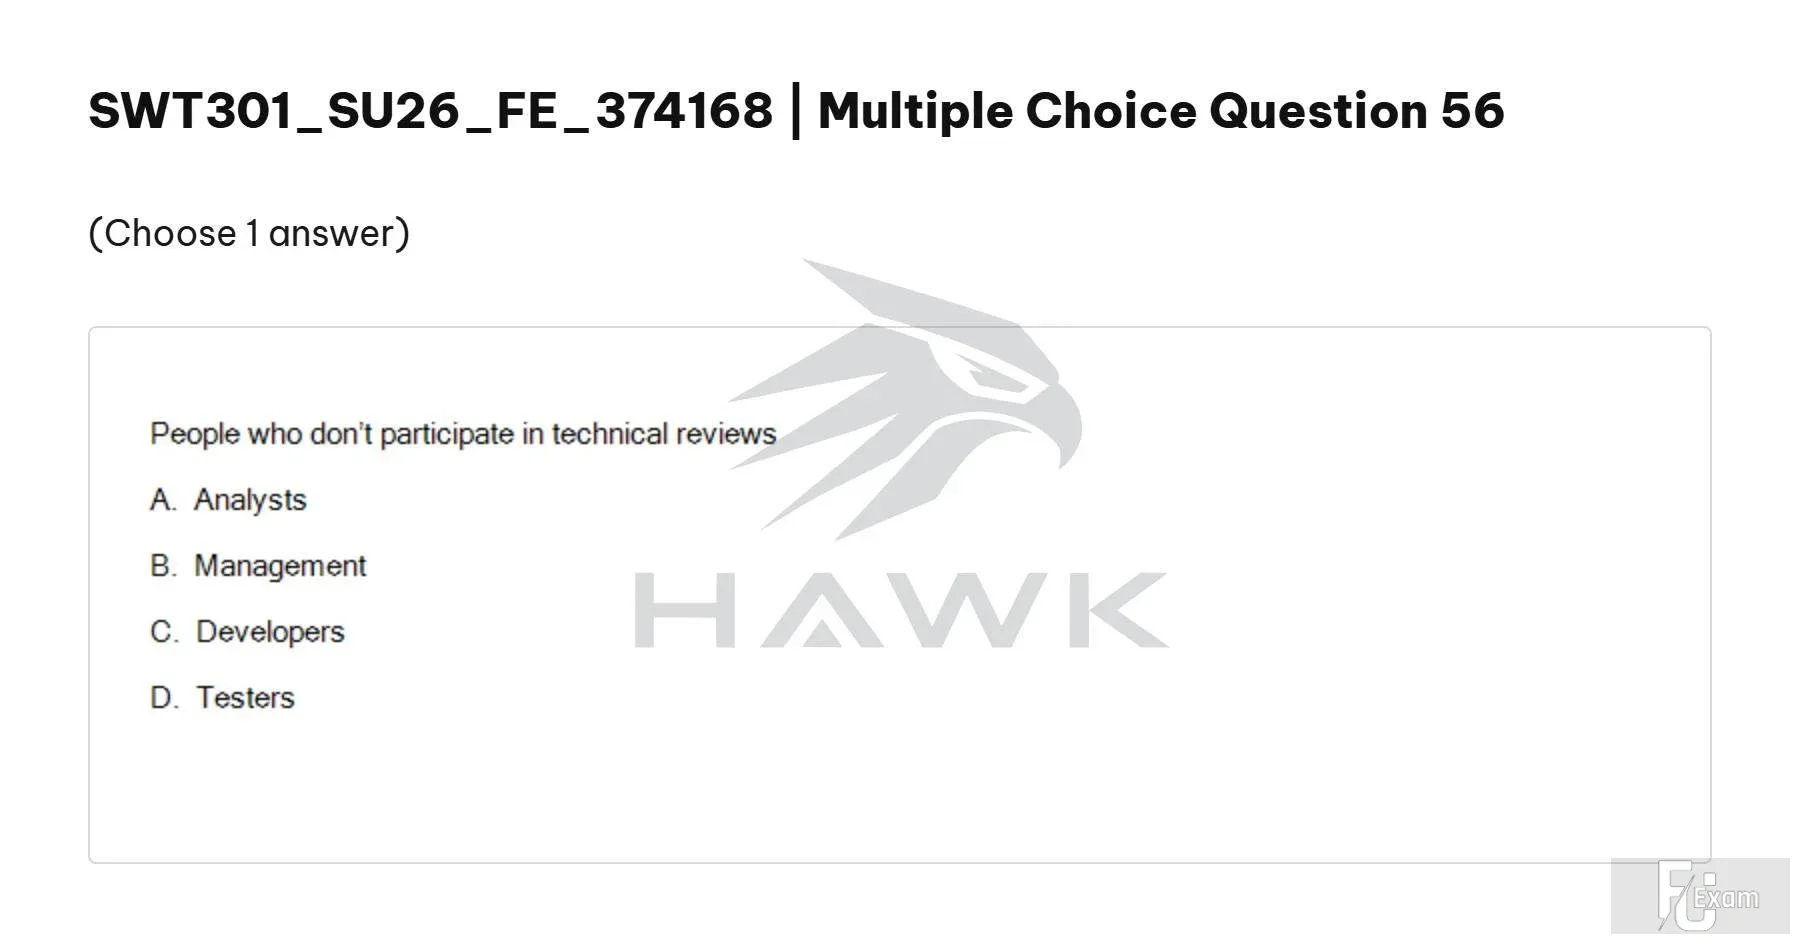 SWT301_SU26_FE_374168 | Multiple Choice Question 56
(Choose 1 answer)
People who don't participate in technical reviews
A. Analysts
B. Management
C. Developers
D. Testers
HAWK
FU Exam